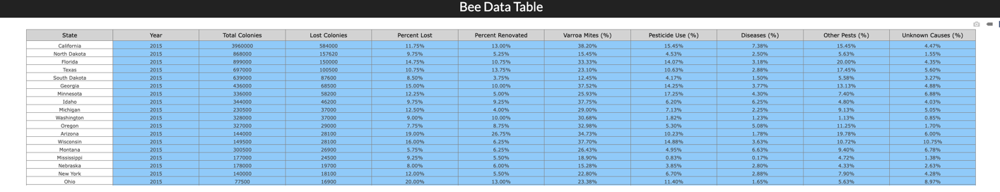 Bee Data Table
State Year Total Colonies Lost Colonies Percent Lost Percent Renovated Varroa Mites (%) Pesticide Use (%) Diseases (%) Other Pests (%) Unknown Causes (%)
California 2015 3960000 584000 11.75% 13.00% 38.20% 15.45% 7.38% 15.45% 4.47%
North Dakota 2015 868000 157620 9.75% 5.25% 15.45% 4.53% 2.50% 5.63% 1.55%
Florida 2015 899000 150000 14.75% 10.75% 33.33% 14.07% 3.18% 20.00% 4.35%
Texas 2015 697000 100500 10.75% 13.75% 23.10% 10.63% 2.88% 17.45% 5.60%
South Dakota 2015 639000 87600 8.50% 3.75% 12.45% 4.17% 1.50% 5.58% 3.27%
Georgia 2015 436000 68500 15.00% 10.00% 37.52% 14.25% 3.77% 13.13% 4.88%
Minnesota 2015 336000 58200 12.25% 5.00% 25.93% 17.25% 4.30% 7.40% 6.88%
Idaho 2015 344000 46200 9.75% 9.25% 37.75% 6.20% 6.25% 4.80% 4.03%
Michigan 2015 230500 37000 12.50% 4.00% 29.00% 7.13% 2.25% 9.13% 5.05%
Washington 2015 328000 37000 9.00% 10.00% 30.68% 1.82% 1.23% 1.13% 0.85%
Oregon 2015 327000 29000 7.75% 8.75% 32.98% 5.30% 5.08% 11.25% 1.70%
Arizona 2015 144000 28100 19.00% 26.75% 34.73% 10.23% 1.78% 19.78% 6.00%
Wisconsin 2015 149500 28100 16.00% 6.25% 37.70% 14.88% 3.63% 10.72% 10.75%
Montana 2015 300500 26900 5.75% 6.25% 26.43% 4.95% 6.63% 9.40% 6.78%
Mississippi 2015 177000 24500 9.25% 5.50% 18.90% 0.83% 0.17% 4.72% 1.38%
Nebraska 2015 178000 19700 8.00% 6.00% 15.28% 3.85% 2.80% 4.33% 2.63%
New York 2015 140000 18100 12.00% 5.50% 22.80% 6.70% 2.88% 7.90% 4.28%
Ohio 2015 77500 16900 20.00% 13.00% 23.38% 11.40% 1.65% 5.63% 8.97%